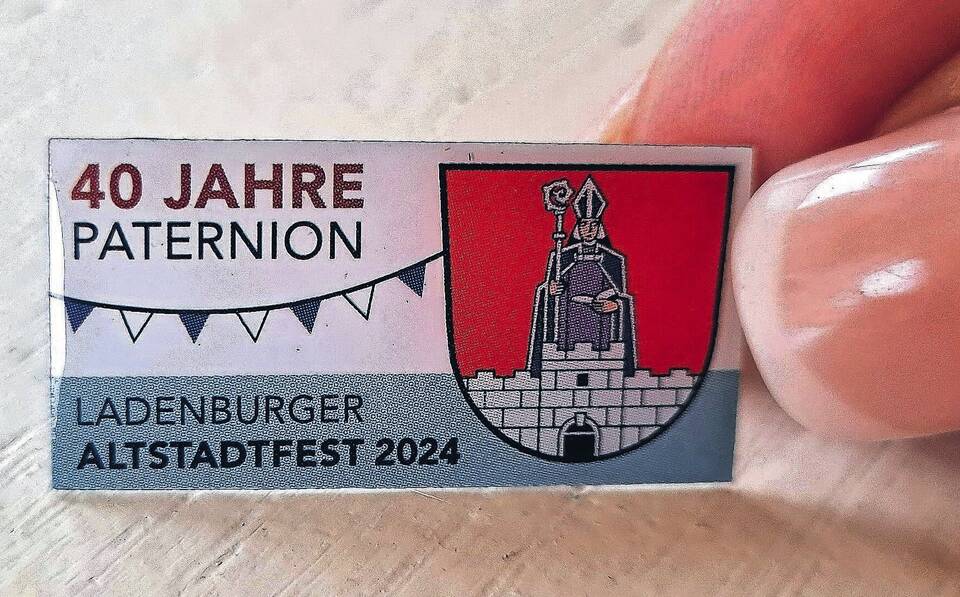 40 JAHRE
PATERNION
LADENBURGER
ALTSTADTFEST 2024